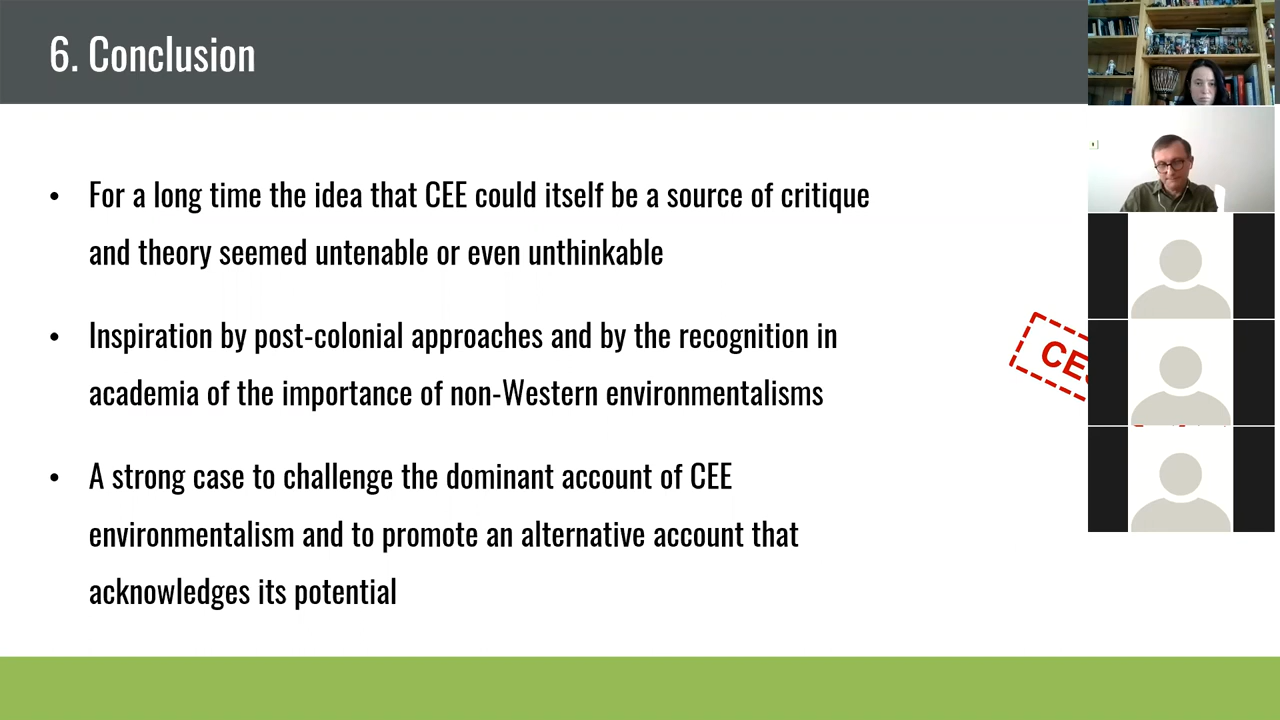 6. Conclusion
• For a long time the idea that CEE could itself be a source of critique
and theory seemed untenable or even unthinkable
• Inspiration by post-colonial approaches and by the recognition in
academia of the importance of non-Western environmentalisms
• A strong case to challenge the dominant account of CEE
environmentalism and to promote an alternative account that
acknowledges its potential